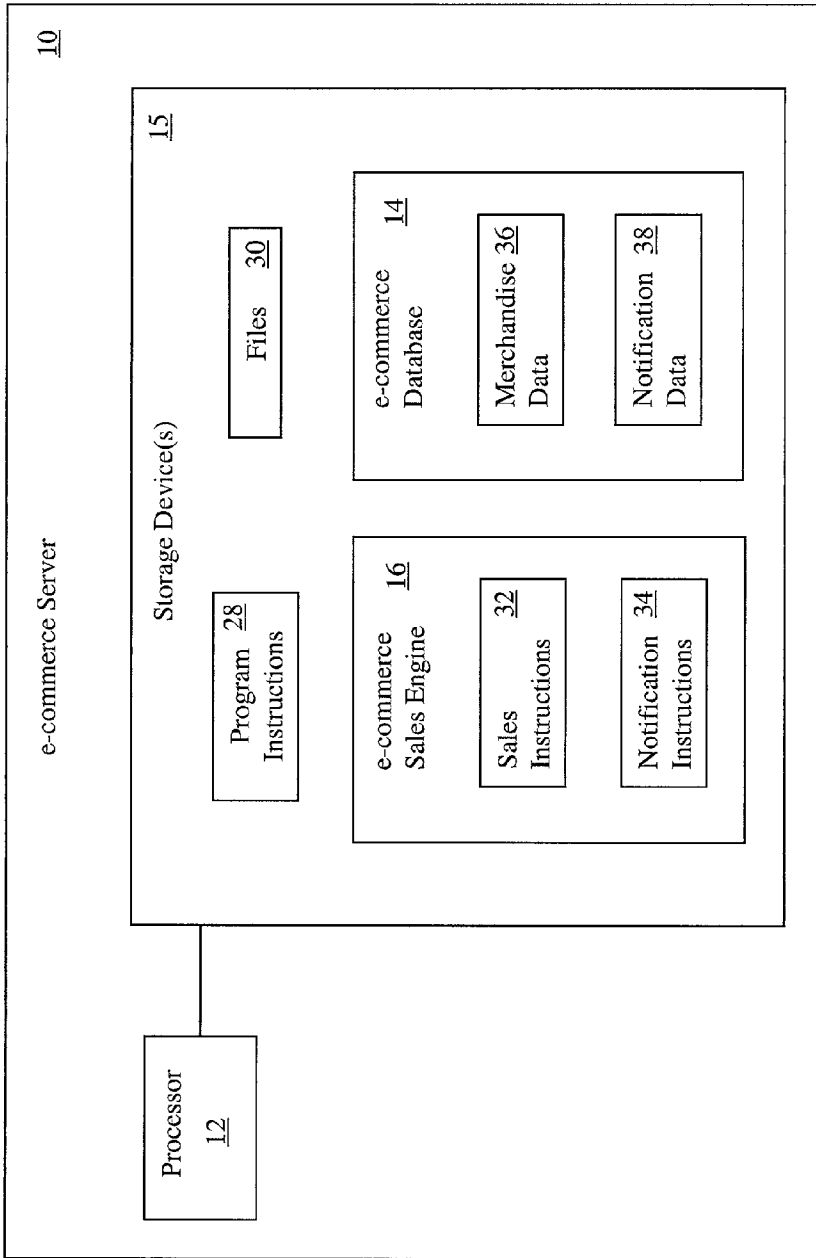 e-commerce Server
10
Processor
12
Storage Device(s)
15
Program 28
Instructions
Files 30
e-commerce 16
Sales Engine
Sales 32
Instructions
Notification 34
Instructions
e-commerce 14
Database
Merchandise 36
Data
Notification 38
Data